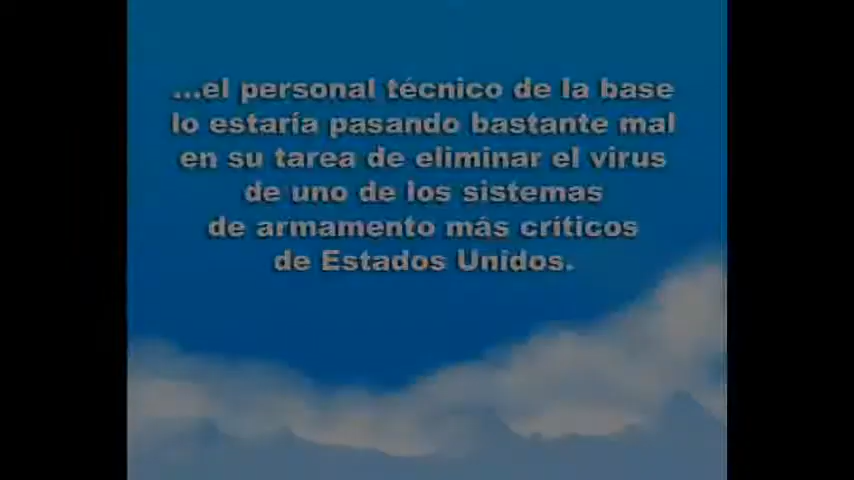 ...el personal técnico de la base
lo estaría pasando bastante mal
en su tarea de eliminar el virus
de uno de los sistemas
de armamento más críticos
de Estados Unidos.